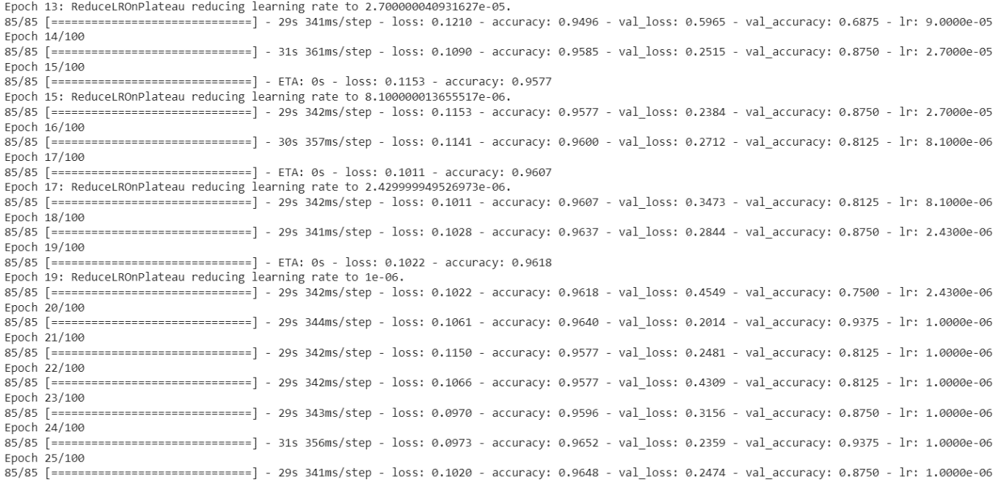 Epoch 13: ReduceLROnPlateau reducing learning rate to 2.700000040931627e-05.
85/85 [==============================] - 29s 341ms/step - loss: 0.1210 - accuracy: 0.9496 - val_loss: 0.5965 - val_accuracy: 0.6875 - lr: 9.0000e-05
Epoch 14/100
85/85 [==============================] - 31s 361ms/step - loss: 0.1090 - accuracy: 0.9585 - val_loss: 0.2515 - val_accuracy: 0.8750 - lr: 2.7000e-05
Epoch 15/100
85/85 [==============================] - ETA: 0s - loss: 0.1153 - accuracy: 0.9577
Epoch 15: ReduceLROnPlateau reducing learning rate to 8.100000013655517e-06.
85/85 [==============================] - 29s 342ms/step - loss: 0.1153 - accuracy: 0.9577 - val_loss: 0.2384 - val_accuracy: 0.8750 - lr: 2.7000e-05
Epoch 16/100
85/85 [==============================] - 30s 357ms/step - loss: 0.1141 - accuracy: 0.9600 - val_loss: 0.2712 - val_accuracy: 0.8125 - lr: 8.1000e-06
Epoch 17/100
85/85 [==============================] - ETA: 0s - loss: 0.1011 - accuracy: 0.9607
Epoch 17: ReduceLROnPlateau reducing learning rate to 2.429999949526973e-06.
85/85 [==============================] - 29s 342ms/step - loss: 0.1011 - accuracy: 0.9607 - val_loss: 0.3473 - val_accuracy: 0.8125 - lr: 8.1000e-06
Epoch 18/100
85/85 [==============================] - 29s 341ms/step - loss: 0.1028 - accuracy: 0.9637 - val_loss: 0.2844 - val_accuracy: 0.8750 - lr: 2.4300e-06
Epoch 19/100
85/85 [==============================] - ETA: 0s - loss: 0.1022 - accuracy: 0.9618
Epoch 19: ReduceLROnPlateau reducing learning rate to 1e-06.
85/85 [==============================] - 29s 342ms/step - loss: 0.1022 - accuracy: 0.9618 - val_loss: 0.4549 - val_accuracy: 0.7500 - lr: 2.4300e-06
Epoch 20/100
85/85 [==============================] - 29s 344ms/step - loss: 0.1061 - accuracy: 0.9640 - val_loss: 0.2014 - val_accuracy: 0.9375 - lr: 1.0000e-06
Epoch 21/100
85/85 [==============================] - 29s 342ms/step - loss: 0.1150 - accuracy: 0.9577 - val_loss: 0.2481 - val_accuracy: 0.8125 - lr: 1.0000e-06
Epoch 22/100
85/85 [==============================] - 29s 342ms/step - loss: 0.1066 - accuracy: 0.9577 - val_loss: 0.4309 - val_accuracy: 0.8125 - lr: 1.0000e-06
Epoch 23/100
85/85 [==============================] - 29s 343ms/step - loss: 0.0970 - accuracy: 0.9596 - val_loss: 0.3156 - val_accuracy: 0.8750 - lr: 1.0000e-06
Epoch 24/100
85/85 [==============================] - 31s 356ms/step - loss: 0.0973 - accuracy: 0.9652 - val_loss: 0.2359 - val_accuracy: 0.9375 - lr: 1.0000e-06
Epoch 25/100
85/85 [==============================] - 29s 341ms/step - loss: 0.1020 - accuracy: 0.9648 - val_loss: 0.2474 - val_accuracy: 0.8750 - lr: 1.0000e-06